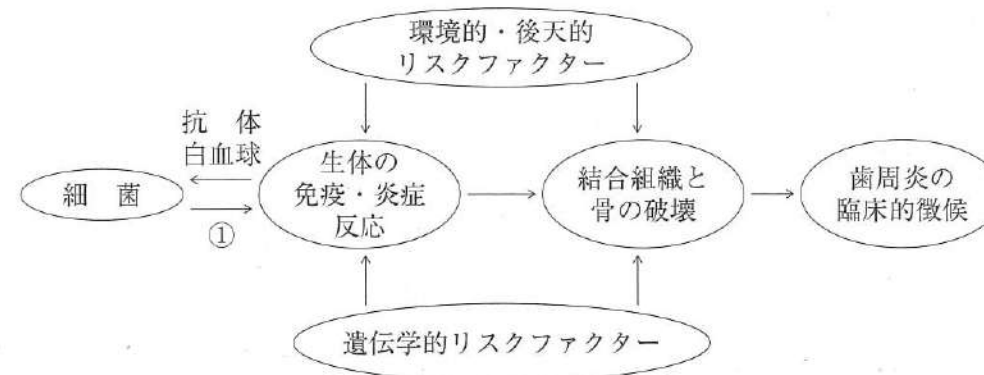 環境的・後天的
リスクファクター
抗 体
白血球
細 菌
①
生体の
免疫・炎症
反応
結合組織と
骨の破壊
歯周炎の
臨床的徴候
遺伝学的リスクファクター